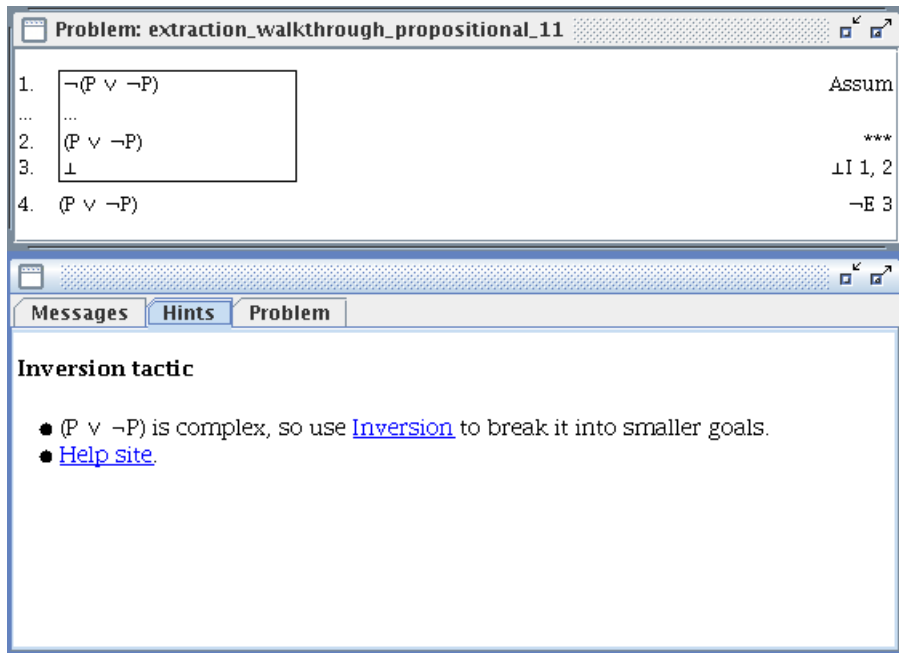 Problem: extraction_walkthrough_propositional_11
1. ¬(P ∨ ¬P) Assum
... ...
2. (P ∨ ¬P) ***
3. ⊥ ⊥I 1, 2
4. (P ∨ ¬P) ¬E 3
Messages Hints Problem
Inversion tactic
● (P ∨ ¬P) is complex, so use Inversion to break it into smaller goals.
● Help site.